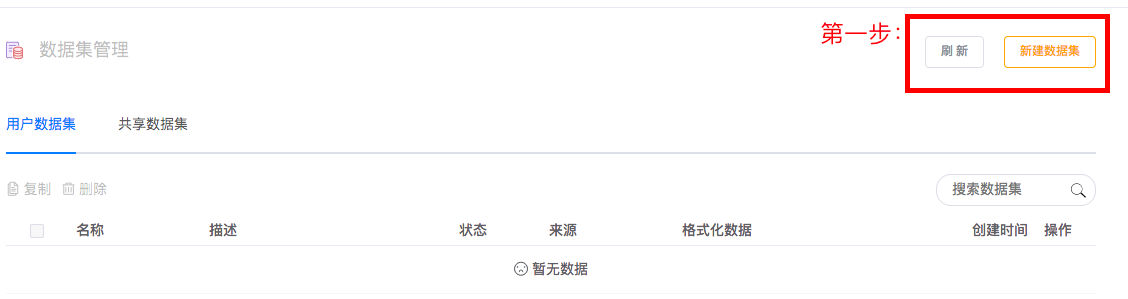 第一步：
数据集管理 刷 新 新建数据集
用户数据集 共享数据集
复制 删除 搜索数据集
名称 描述 状态 来源 格式化数据 创建时间 操作
暂无数据